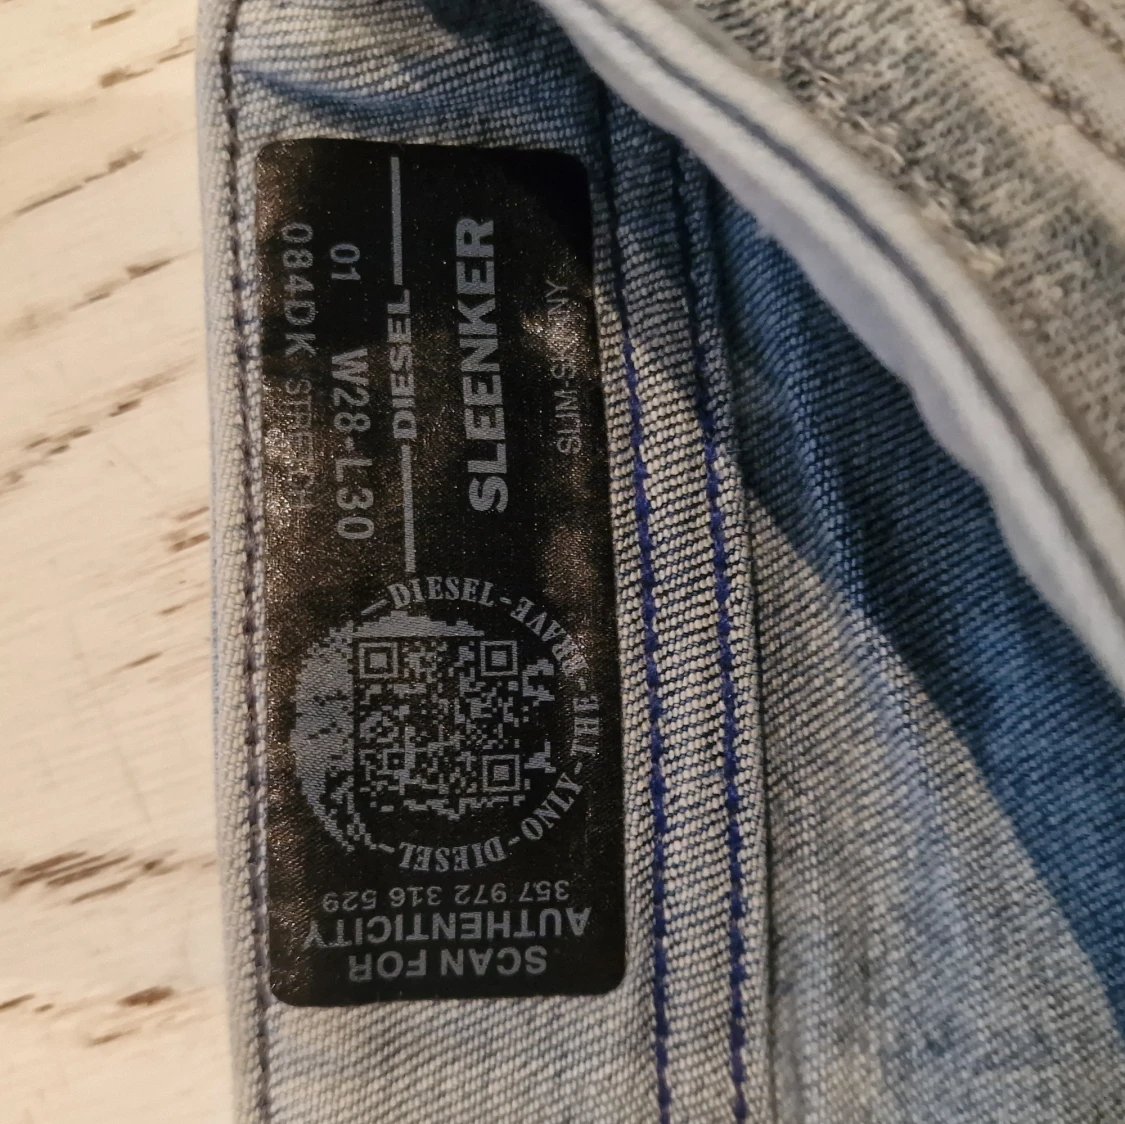 SLIM-SKINNY
SLEENKER
DIESEL
W28-L30
01
084DK STRETCH
DIESEL-BRAVE-THE-ONLY-DIESEL
357 972 316 529
SCAN FOR
AUTHENTICITY